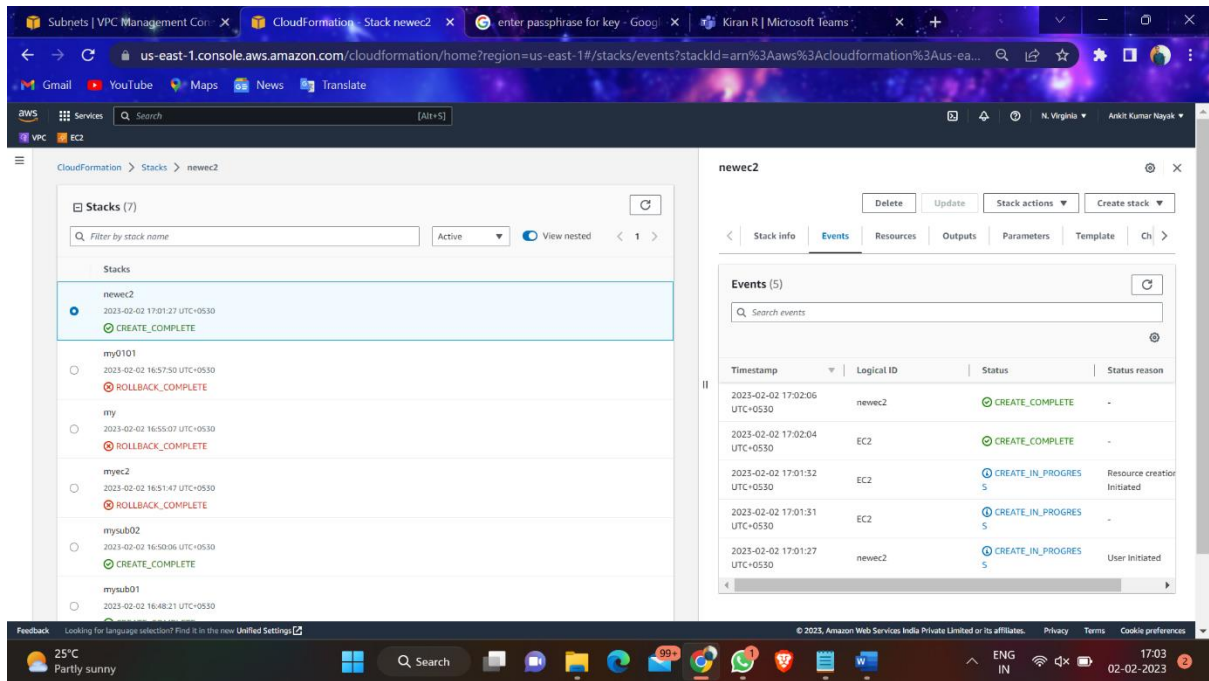 Subnets | VPC Management Con
CloudFormation - Stack newec2
enter passphrase for key - Googl
Kiran R | Microsoft Teams
us-east-1.console.aws.amazon.com/cloudformation/home?region=us-east-1#/stacks/events?stackId=arn%3Aaws%3Acloudformation%3Aus-ea...
Gmail YouTube Maps News Translate
aws Services Search [Alt+S] N. Virginia Ankit Kumar Nayak
VPC EC2
CloudFormation > Stacks > newec2
Stacks (7)
Filter by stack name Active View nested 1
Stacks
newec2
2023-02-02 17:01:27 UTC+0530
CREATE_COMPLETE
my0101
2023-02-02 16:57:50 UTC+0530
ROLLBACK_COMPLETE
my
2023-02-02 16:55:07 UTC+0530
ROLLBACK_COMPLETE
myec2
2023-02-02 16:51:47 UTC+0530
ROLLBACK_COMPLETE
mysub02
2023-02-02 16:50:06 UTC+0530
CREATE_COMPLETE
mysub01
2023-02-02 16:48:21 UTC+0530
newec2
Delete Update Stack actions Create stack
Stack info Events Resources Outputs Parameters Template Ch
Events (5)
Search events
Timestamp Logical ID Status Status reason
2023-02-02 17:02:06
UTC+0530
newec2 CREATE_COMPLETE -
2023-02-02 17:02:04
UTC+0530
EC2 CREATE_COMPLETE -
2023-02-02 17:01:32
UTC+0530
EC2
CREATE_IN_PROGRES
S
Resource creation
Initiated
2023-02-02 17:01:31
UTC+0530
EC2
CREATE_IN_PROGRES
S
-
2023-02-02 17:01:27
UTC+0530
newec2
CREATE_IN_PROGRES
S
User Initiated
Feedback Looking for language selection? Find it in the new Unified Settings © 2023, Amazon Web Services India Private Limited or its affiliates. Privacy Terms Cookie preferences
25°C
Partly sunny
Search
99+
1
ENG
IN
17:03
02-02-2023
2